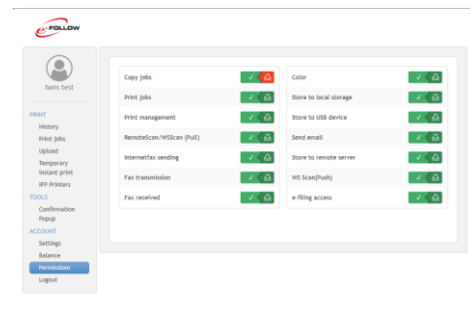 e-FOLLOW
hans test
PRINT
History
Print jobs
Upload
Temporary
instant print
IPP Printers
TOOLS
Confirmation
Popup
ACCOUNT
Settings
Balance
Permissions
Logout
Copy jobs
Print jobs
Print management
RemoteScan/WSScan (Pull)
Internetfax sending
Fax transmission
Fax received
Color
Store to local storage
Store to USB device
Send email
Store to remote server
WS Scan(Push)
e-filing access